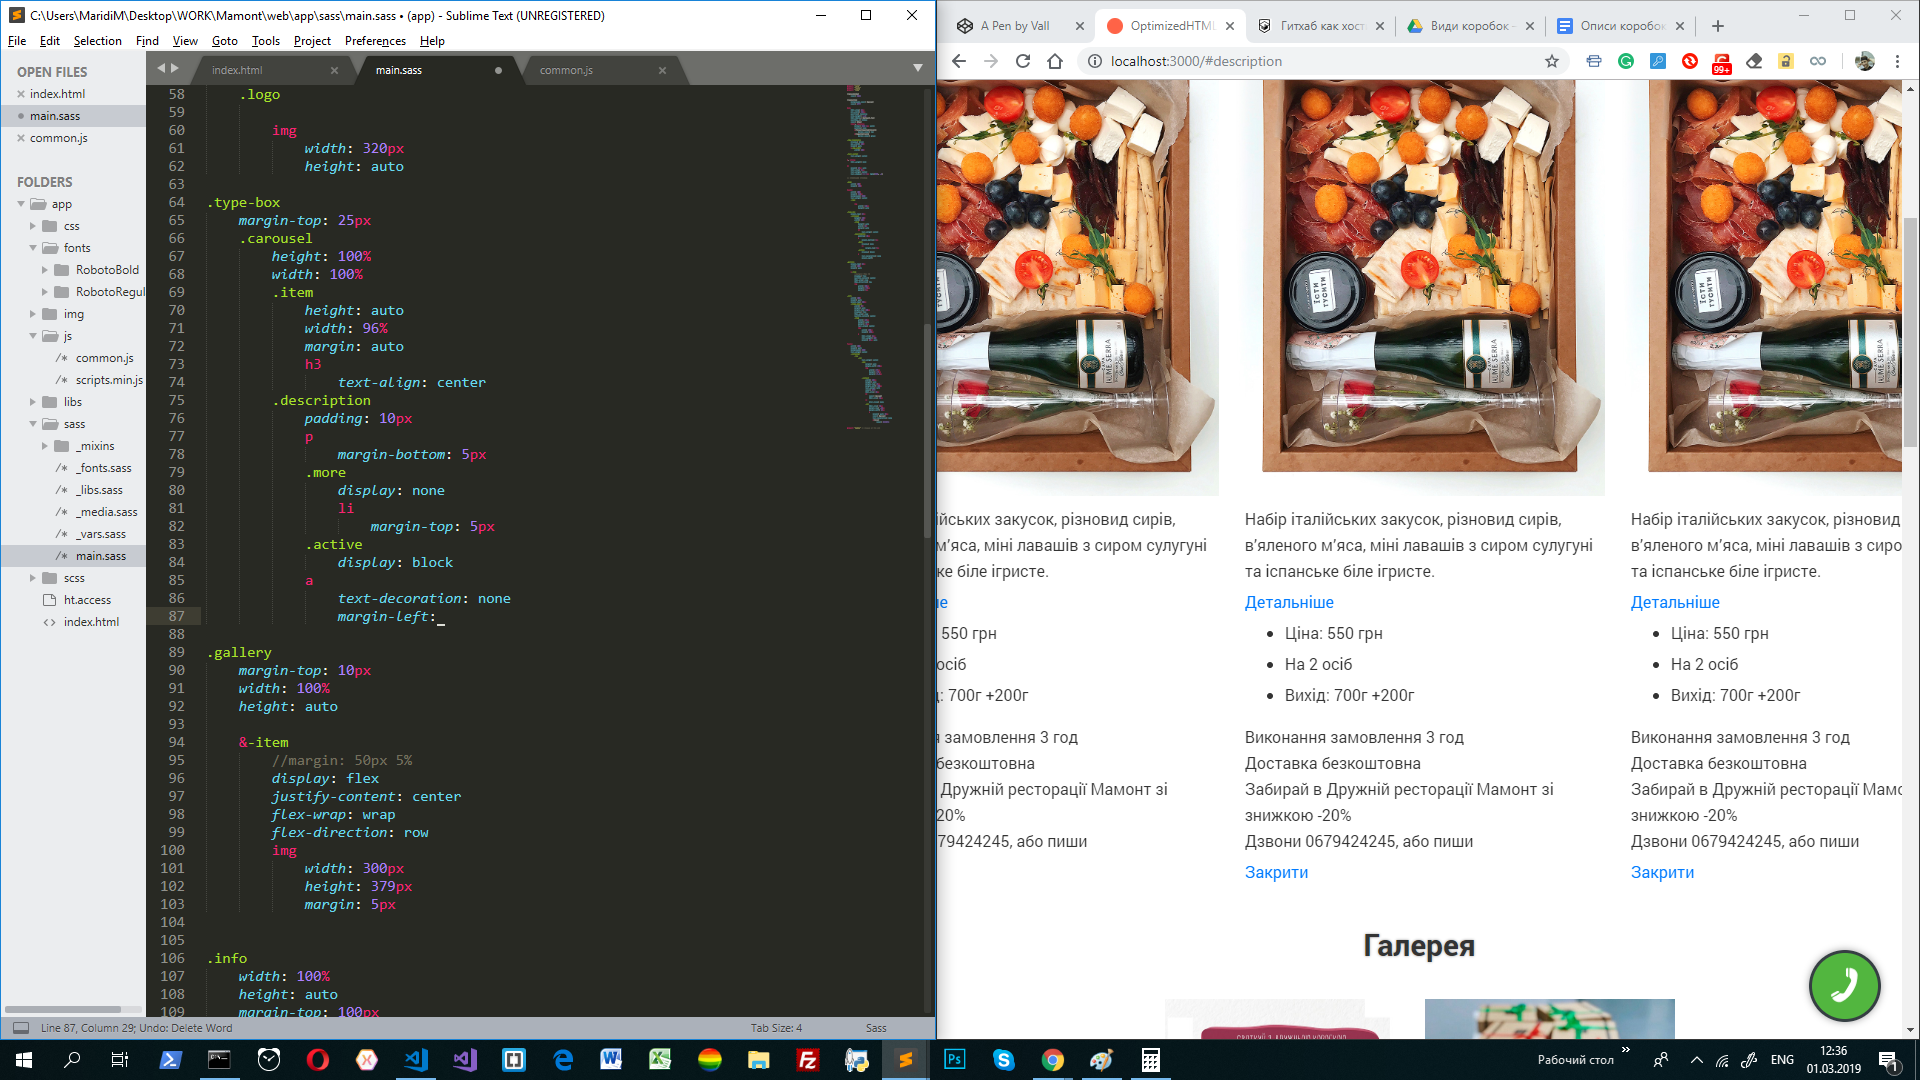 C:\Users\MaridiM\Desktop\WORK\Mamont\web\app\sass\main.sass • (app) - Sublime Text (UNREGISTERED)
File Edit Selection Find View Goto Tools Project Preferences Help
OPEN FILES
index.html
main.sass
common.js
FOLDERS
app
css
fonts
RobotoBold
RobotoRegul
img
js
common.js
scripts.min.js
libs
sass
_mixins
_fonts.sass
_libs.sass
_media.sass
_vars.sass
main.sass
scss
ht.access
index.html
index.html main.sass common.js
58 .logo
59
60 img
61 width: 320px
62 height: auto
63
64 .type-box
65 margin-top: 25px
66 .carousel
67 height: 100%
68 width: 100%
69 .item
70 height: auto
71 width: 96%
72 margin: auto
73 h3
74 text-align: center
75 .description
76 padding: 10px
77 p
78 margin-bottom: 5px
79 .more
80 display: none
81 li
82 margin-top: 5px
83 .active
84 display: block
85 a
86 text-decoration: none
87 margin-left:
88
89 .gallery
90 margin-top: 10px
91 width: 100%
92 height: auto
93
94 &-item
95 //margin: 50px 5%
96 display: flex
97 justify-content: center
98 flex-wrap: wrap
99 flex-direction: row
100 img
101 width: 300px
102 height: 379px
103 margin: 5px
104
105
106 .info
107 width: 100%
108 height: auto
109 margin-top: 100px
Line 87, Column 29; Undo: Delete Word Tab Size: 4 Sass
A Pen by Vall OptimizedHTML Гитхаб как хост Види коробок – Описи коробок
localhost:3000/#description
99+
ЇСТИ
ТУСИТИ
ЇСТИ
ТУСИТИ
йських закусок, різновид сирів,
м’яса, міні лавашів з сиром сулугуні
ке біле ігристе.
550 грн
осіб
: 700г +200г
замовлення 3 год
безкоштовна
Дружній ресторації Мамонт зі
20%
79424245, або пиши
Набір італійських закусок, різновид сирів,
в’яленого м’яса, міні лавашів з сиром сулугуні
та іспанське біле ігристе.
Детальніше
• Ціна: 550 грн
• На 2 осіб
• Вихід: 700г +200г
Виконання замовлення 3 год
Доставка безкоштовна
Забирай в Дружній ресторації Мамонт зі
знижкою -20%
Дзвони 0679424245, або пиши
Закрити
Набір італійських закусок, різновид
в’яленого м’яса, міні лавашів з сиро
та іспанське біле ігристе.
Детальніше
• Ціна: 550 грн
• На 2 осіб
• Вихід: 700г +200г
Виконання замовлення 3 год
Доставка безкоштовна
Забирай в Дружній ресторації Мамо
знижкою -20%
Дзвони 0679424245, або пиши
Закрити
Галерея
Рабочий стол » ENG 12:36
01.03.2019
1